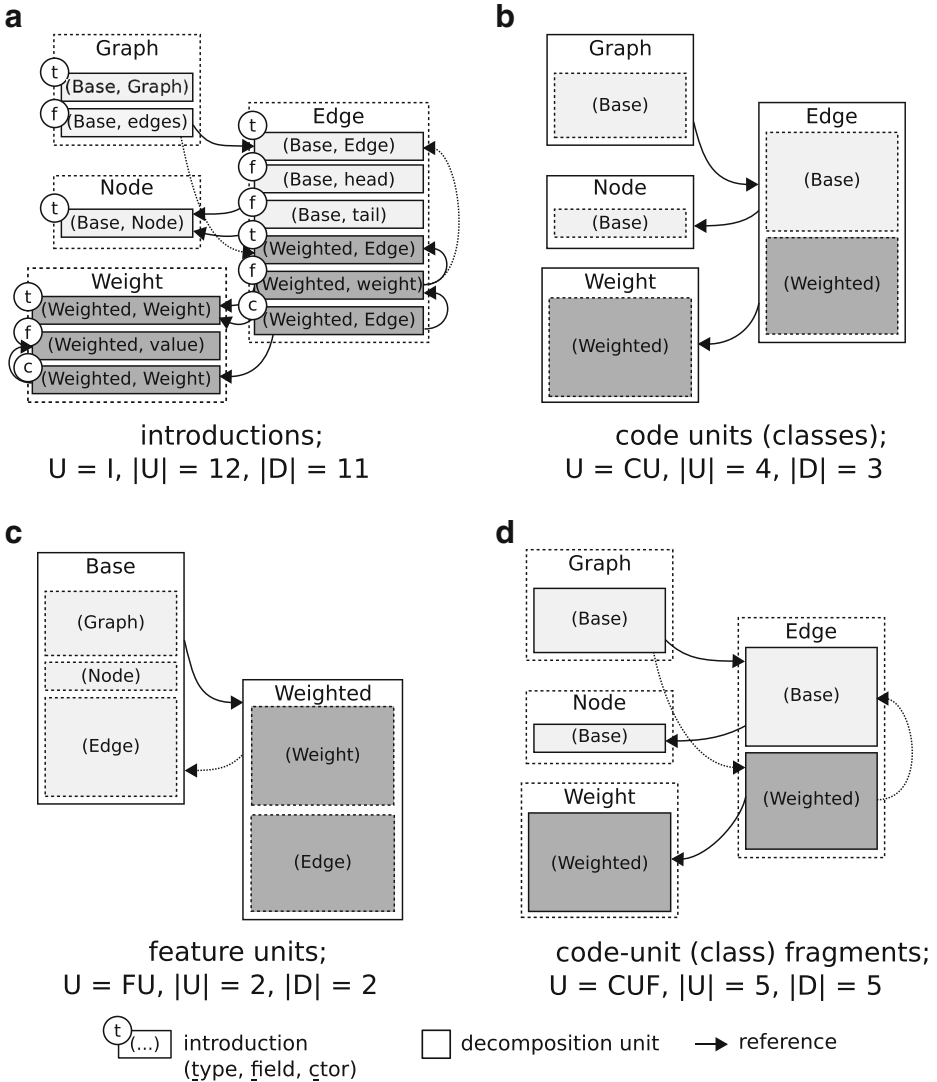 a
Graph
t
(Base, Graph)
f
(Base, edges)
Edge
t
(Base, Edge)
f
(Base, head)
f
(Base, tail)
t
(Weighted, Edge)
f
(Weighted, weight)
c
(Weighted, Edge)
Node
t
(Base, Node)
Weight
t
(Weighted, Weight)
f
(Weighted, value)
c
(Weighted, Weight)
introductions;
U = I, |U| = 12, |D| = 11
b
Graph
(Base)
Edge
(Base)
(Weighted)
Node
(Base)
Weight
(Weighted)
code units (classes);
U = CU, |U| = 4, |D| = 3
c
Base
(Graph)
(Node)
(Edge)
Weighted
(Weight)
(Edge)
feature units;
U = FU, |U| = 2, |D| = 2
d
Graph
(Base)
Edge
(Base)
(Weighted)
Node
(Base)
Weight
(Weighted)
code-unit (class) fragments;
U = CUF, |U| = 5, |D| = 5
t
(...)
introduction
(type, field, ctor)
decomposition unit
reference